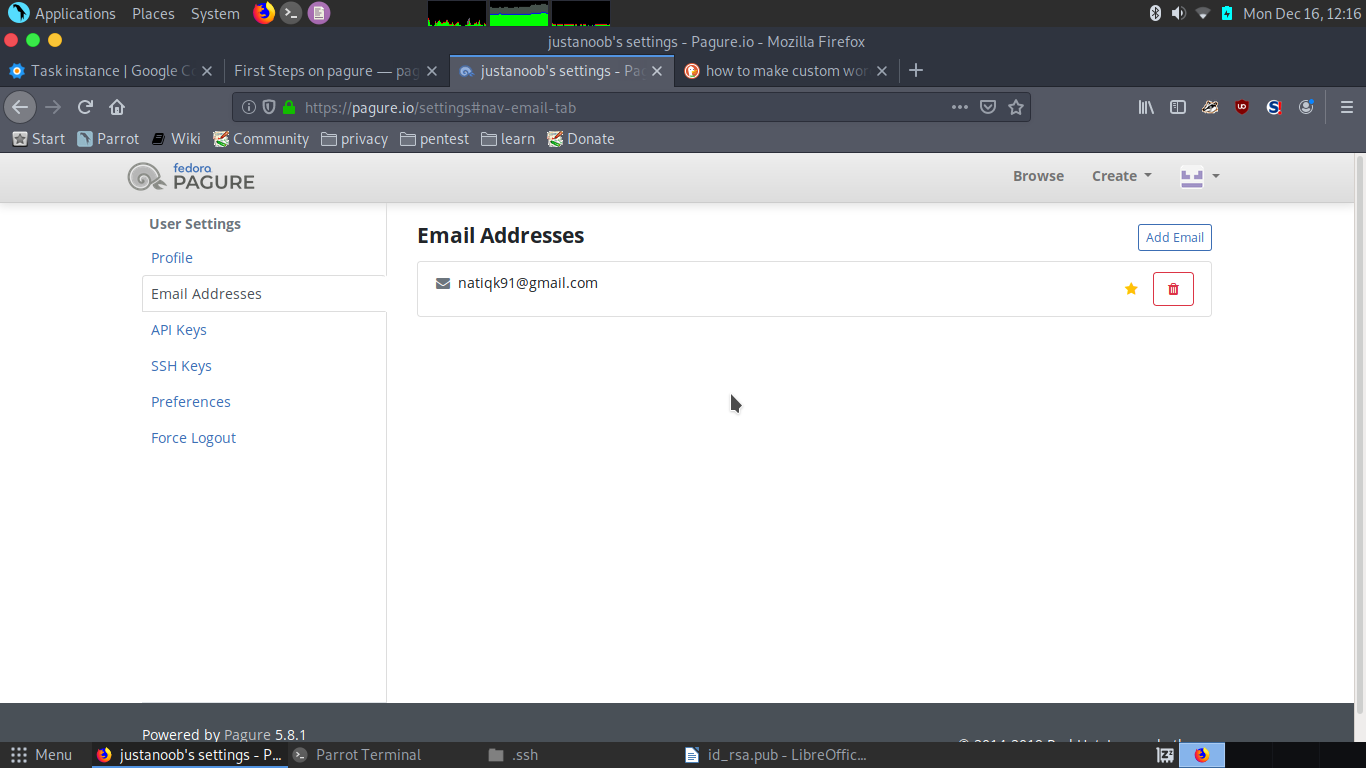 Applications Places System Mon Dec 16, 12:16
justanoob's settings - Pagure.io - Mozilla Firefox
Task instance | Google Co First Steps on pagure — pag justanoob's settings - Pag how to make custom wor
https://pagure.io/settings#nav-email-tab
Start Parrot Wiki Community privacy pentest learn Donate
fedora
PAGURE
Browse Create
User Settings
Email Addresses
Add Email
Profile
natiqk91@gmail.com
Email Addresses
API Keys
SSH Keys
Preferences
Force Logout
Powered by Pagure 5.8.1
Menu justanoob's settings - P... Parrot Terminal .ssh id_rsa.pub - LibreOffic...